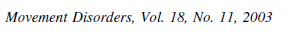 Movement Disorders, Vol. 18, No. 11, 2003